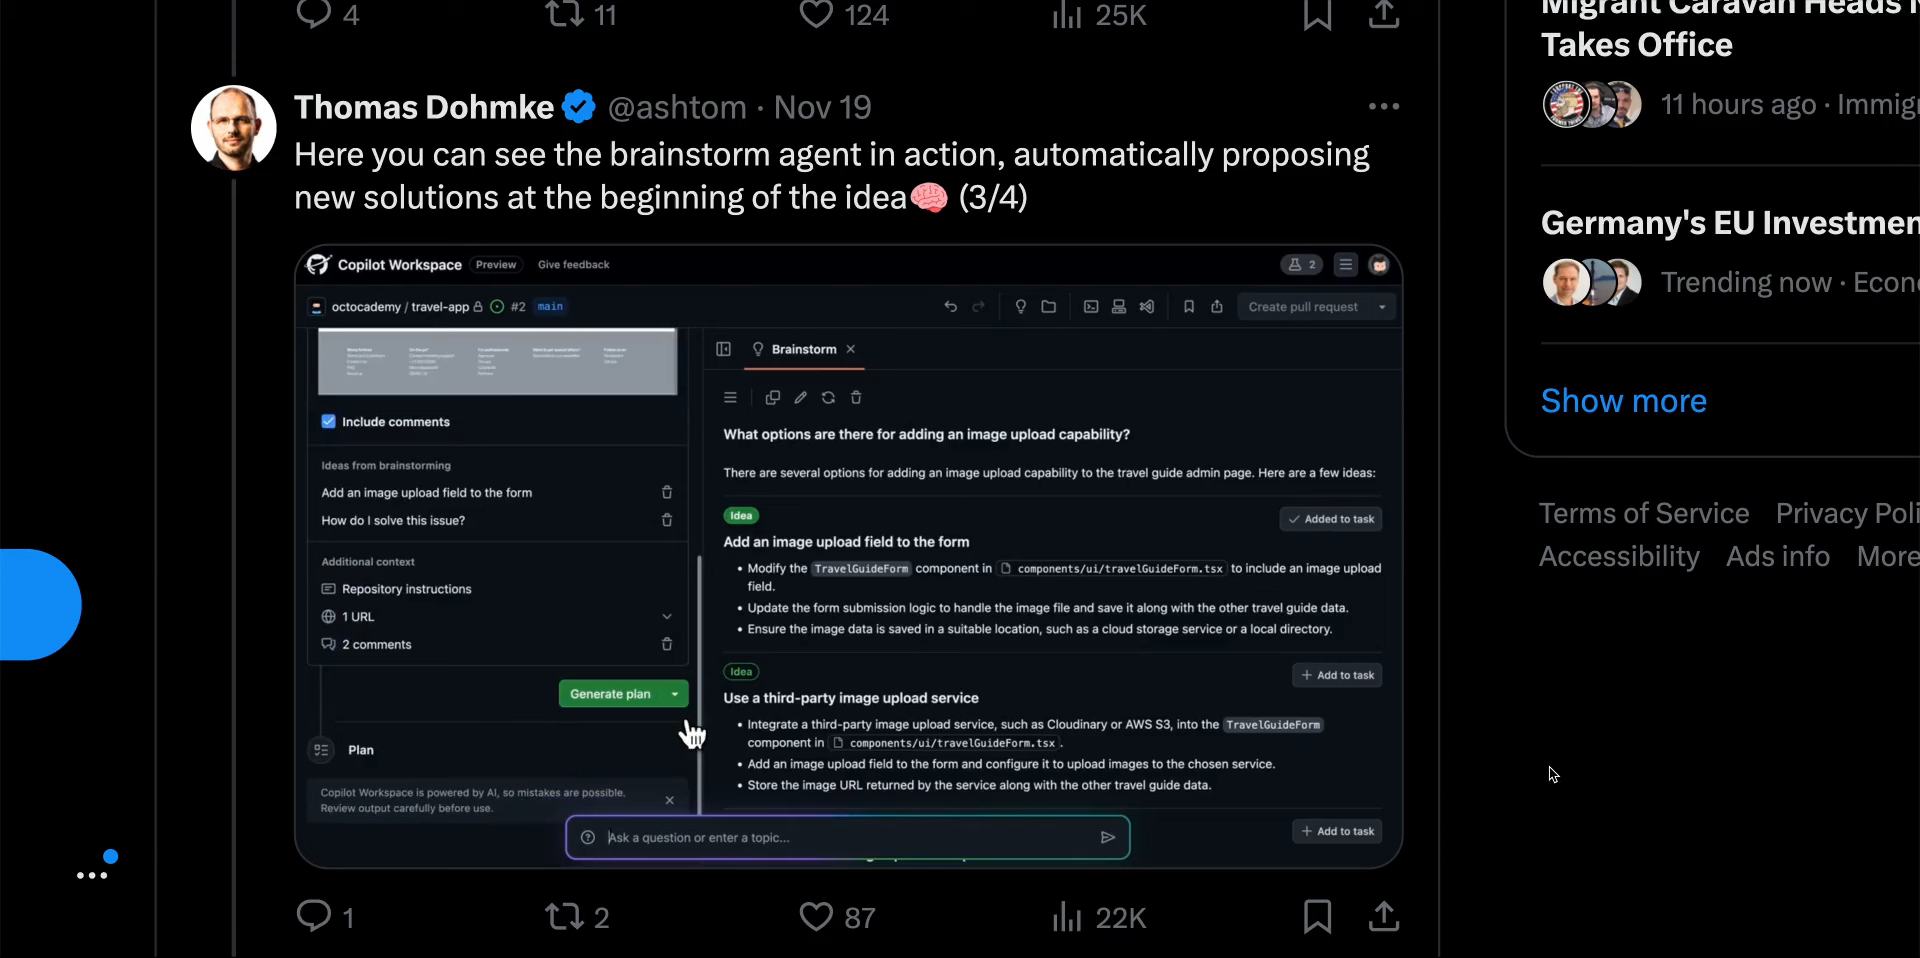 4 11 124 25K
Thomas Dohmke @ashtom · Nov 19
Here you can see the brainstorm agent in action, automatically proposing
new solutions at the beginning of the idea🧠 (3/4)
Copilot Workspace Preview Give feedback 2
octocademy / travel-app #2 main Create pull request
Include comments
Ideas from brainstorming
Add an image upload field to the form
How do I solve this issue?
Additional context
Repository instructions
1 URL
2 comments
Generate plan
Plan
Copilot Workspace is powered by AI, so mistakes are possible.
Review output carefully before use.
Brainstorm
What options are there for adding an image upload capability?
There are several options for adding an image upload capability to the travel guide admin page. Here are a few ideas:
Idea Added to task
Add an image upload field to the form
• Modify the TravelGuideForm component in components/ui/travelGuideForm.tsx to include an image upload
field.
• Update the form submission logic to handle the image file and save it along with the other travel guide data.
• Ensure the image data is saved in a suitable location, such as a cloud storage service or a local directory.
Idea Add to task
Use a third-party image upload service
• Integrate a third-party image upload service, such as Cloudinary or AWS S3, into the TravelGuideForm
component in components/ui/travelGuideForm.tsx.
• Add an image upload field to the form and configure it to upload images to the chosen service.
• Store the image URL returned by the service along with the other travel guide data.
Add to task
Ask a question or enter a topic...
1 2 87 22K
Migrant Caravan Heads
Takes Office
11 hours ago · Immig
Germany's EU Investmen
Trending now · Econ
Show more
Terms of Service Privacy Poli
Accessibility Ads info More